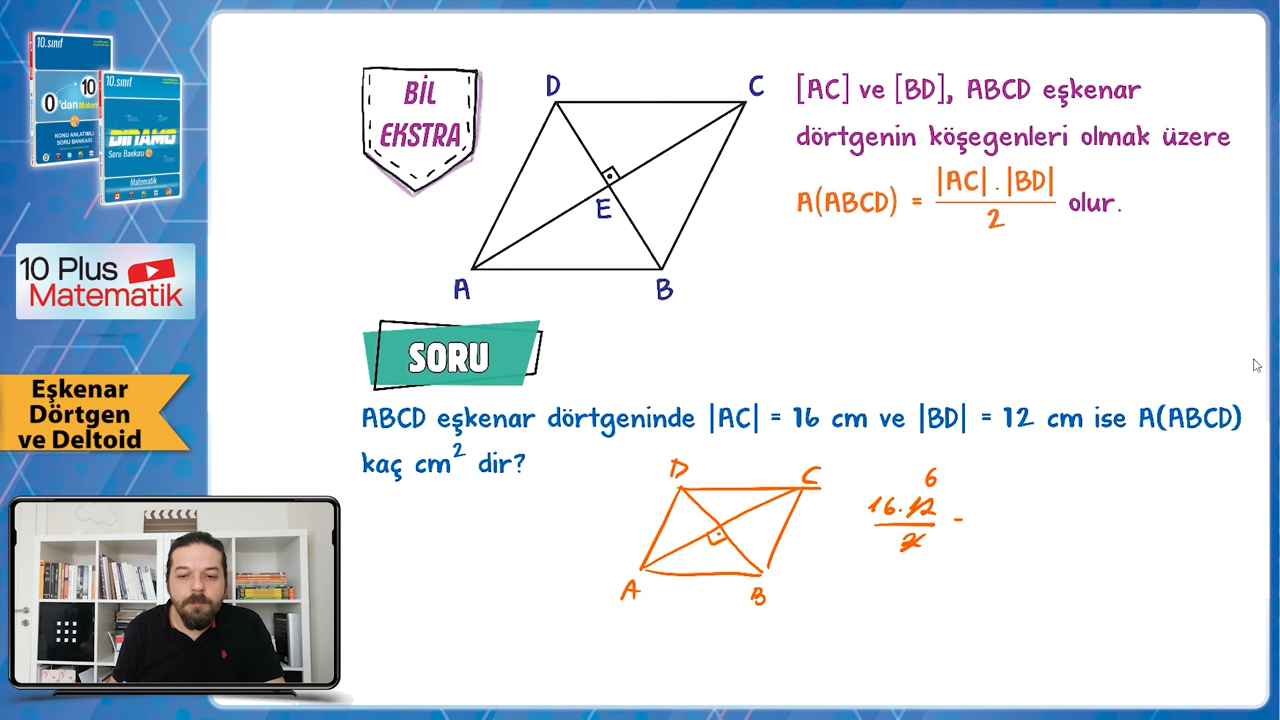 10.sınıf
0'dan 10
Matematik
KONU ANLATIMLI
SORU BANKASI
10.sınıf
DİNAMO
Soru Bankası
Matematik
10 Plus
Matematik
Eşkenar
Dörtgen
ve Deltoid
BİL
EKSTRA
D
C
E
A
B
[AC] ve [BD], ABCD eşkenar
dörtgenin köşegenleri olmak üzere
A(ABCD) = |AC| . |BD| / 2 olur.
SORU
ABCD eşkenar dörtgeninde |AC| = 16 cm ve |BD| = 12 cm ise A(ABCD)
kaç cm² dir?
D
C
A
B
6
16.12
2
=